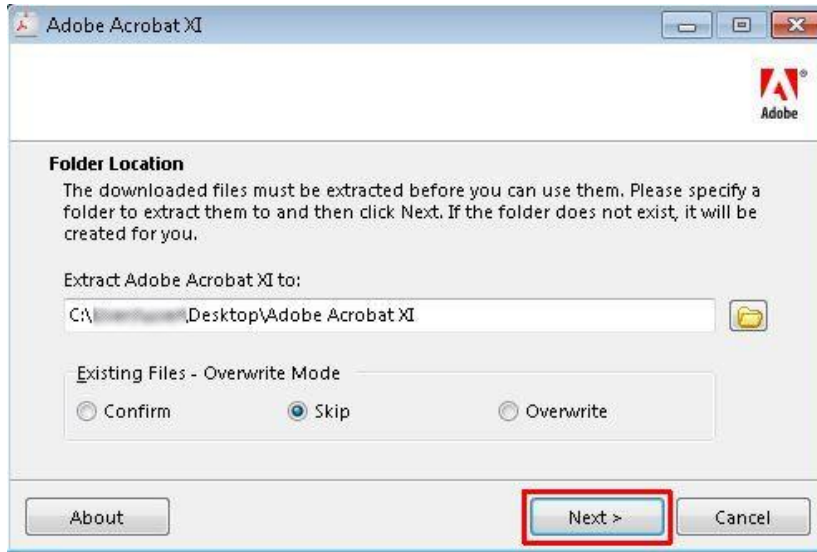 Adobe Acrobat XI
Adobe
Folder Location
The downloaded files must be extracted before you can use them. Please specify a
folder to extract them to and then click Next. If the folder does not exist, it will be
created for you.
Extract Adobe Acrobat XI to:
C:\ \Desktop\Adobe Acrobat XI
Existing Files - Overwrite Mode
Confirm Skip Overwrite
About Next > Cancel